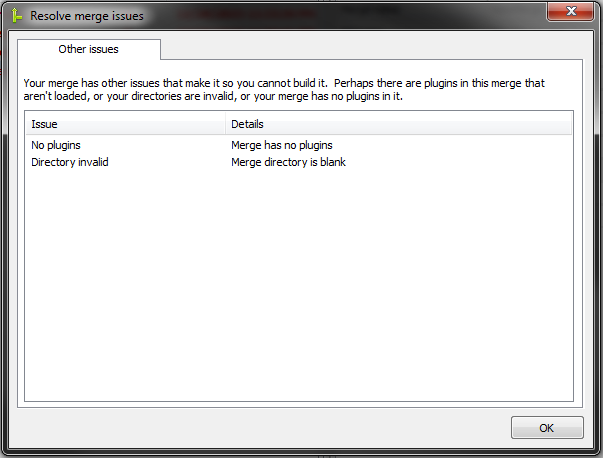 Resolve merge issues
Other issues
Your merge has other issues that make it so you cannot build it.  Perhaps there are plugins in this merge that
aren't loaded, or your directories are invalid, or your merge has no plugins in it.
Issue Details
No plugins Merge has no plugins
Directory invalid Merge directory is blank
OK